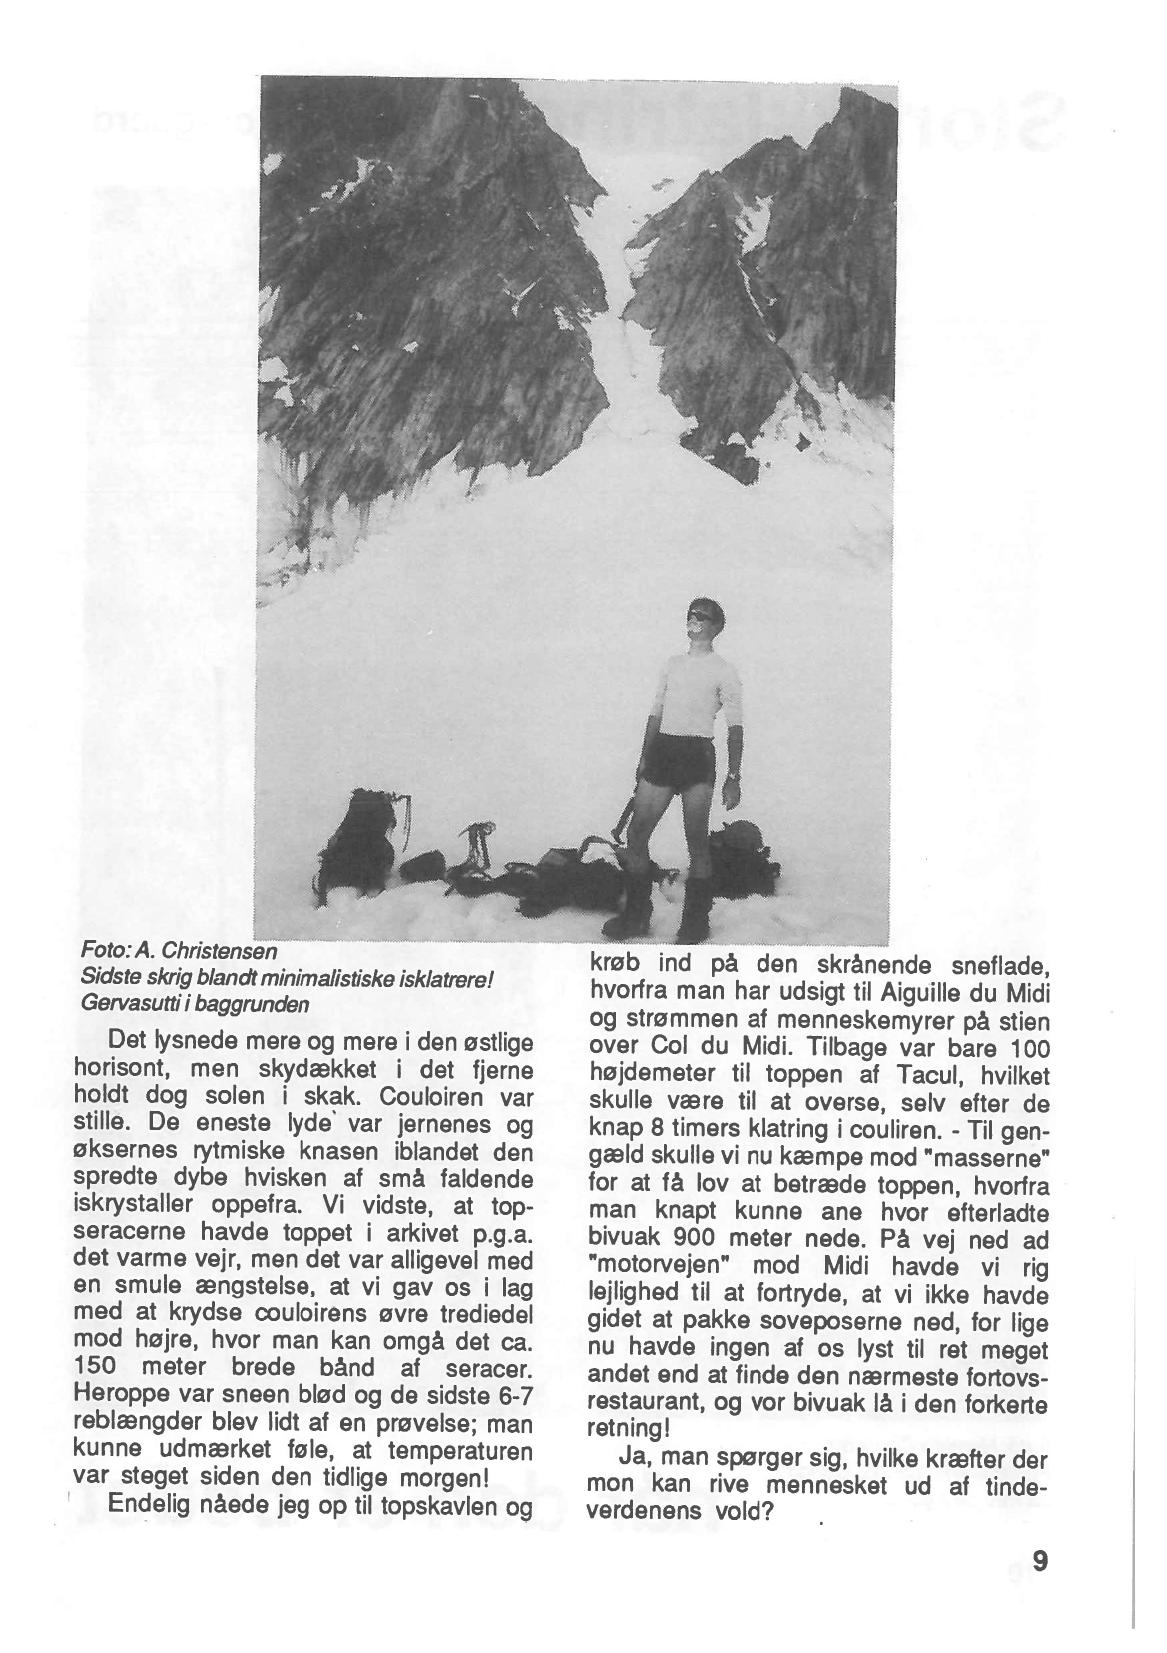 Foto: A. Christensen
Sidste skrig blandt minimalistiske isklatrere!
Gervasutti i baggrunden
Det lysnede mere og mere i den østlige
horisont, men skydækket i det fjerne
holdt dog solen i skak. Couloiren var
stille. De eneste lyde var jernenes og
øksernes rytmiske knasen iblandet den
spredte dybe hvisken af små faldende
iskrystaller oppefra. Vi vidste, at top-
seracerne havde toppet i arkivet p.g.a.
det varme vejr, men det var alligevel med
en smule ængstelse, at vi gav os i lag
med at krydse couloirens øvre trediedel
mod højre, hvor man kan omgå det ca.
150 meter brede bånd af seracer.
Heroppe var sneen blød og de sidste 6-7
reblængder blev lidt af en prøvelse; man
kunne udmærket føle, at temperaturen
var steget siden den tidlige morgen!
Endelig nåede jeg op til topskavlen og
krøb ind på den skrånende sneflade,
hvorfra man har udsigt til Aiguille du Midi
og strømmen af menneskemyrer på stien
over Col du Midi. Tilbage var bare 100
højdemeter til toppen af Tacul, hvilket
skulle være til at overse, selv efter de
knap 8 timers klatring i couliren. - Til gen-
gæld skulle vi nu kæmpe mod "masserne"
for at få lov at betræde toppen, hvorfra
man knapt kunne ane hvor efterladte
bivuak 900 meter nede. På vej ned ad
"motorvejen" mod Midi havde vi rig
lejlighed til at fortryde, at vi ikke havde
gidet at pakke soveposerne ned, for lige
nu havde ingen af os lyst til ret meget
andet end at finde den nærmeste fortovs-
restaurant, og vor bivuak lå i den forkerte
retning!
Ja, man spørger sig, hvilke kræfter der
mon kan rive mennesket ud af tinde-
verdenens vold?
9